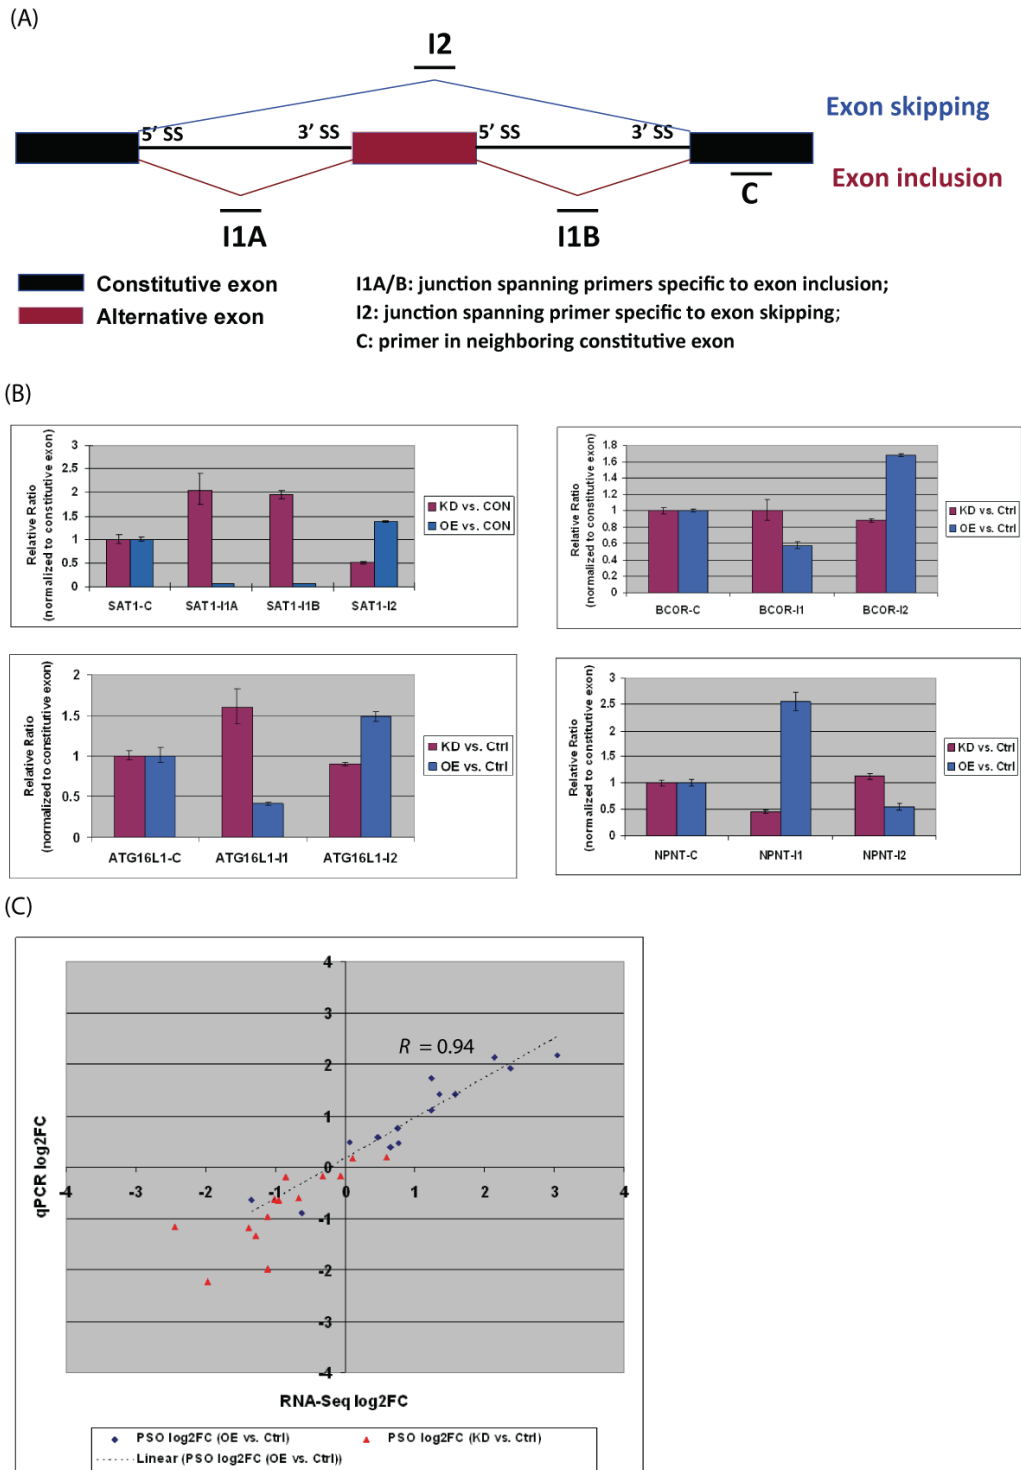 (A)
I2
5' SS
3' SS
5' SS
3' SS
Exon skipping
Exon inclusion
C
I1A
I1B
Constitutive exon
Alternative exon
I1A/B: junction spanning primers specific to exon inclusion;
I2: junction spanning primer specific to exon skipping;
C: primer in neighboring constitutive exon
(B)
Relative Ratio
(normalized to constitutive exon)
3
2.5
2
1.5
1
0.5
0
SAT1-C
SAT1-I1A
SAT1-I1B
SAT1-I2
KD vs. CON
OE vs. CON
Relative Ratio
(normalized to constitutive exon)
1.8
1.6
1.4
1.2
1
0.8
0.6
0.4
0.2
0
BCOR-C
BCOR-I1
BCOR-I2
KD vs. Ctrl
OE vs. Ctrl
Relative Ratio
(normalized to constitutive exon)
2
1.5
1
0.5
0
ATG16L1-C
ATG16L1-I1
ATG16L1-I2
KD vs. Ctrl
OE vs. Ctrl
Relative Ratio
(normalized to constitutive exon)
3
2.5
2
1.5
1
0.5
0
NPNT-C
NPNT-I1
NPNT-I2
KD vs. Ctrl
OE vs. Ctrl
(C)
qPCR log2FC
4
3
2
1
0
-1
-2
-3
-4
R = 0.94
-4
-3
-2
-1
0
1
2
3
4
RNA-Seq log2FC
PSO log2FC (OE vs. Ctrl)
PSO log2FC (KD vs. Ctrl)
Linear (PSO log2FC (OE vs. Ctrl))